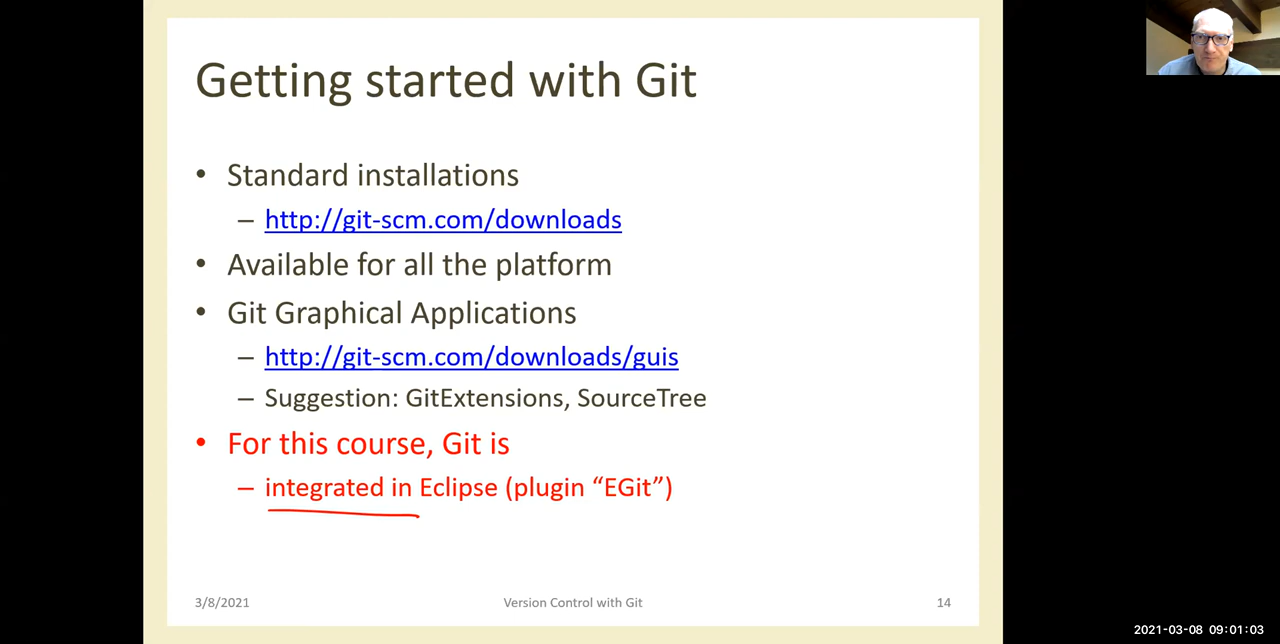 Getting started with Git
• Standard installations
– http://git-scm.com/downloads
• Available for all the platform
• Git Graphical Applications
– http://git-scm.com/downloads/guis
– Suggestion: GitExtensions, SourceTree
• For this course, Git is
– integrated in Eclipse (plugin “EGit”)
3/8/2021
Version Control with Git
14
2021-03-08 09:01:03